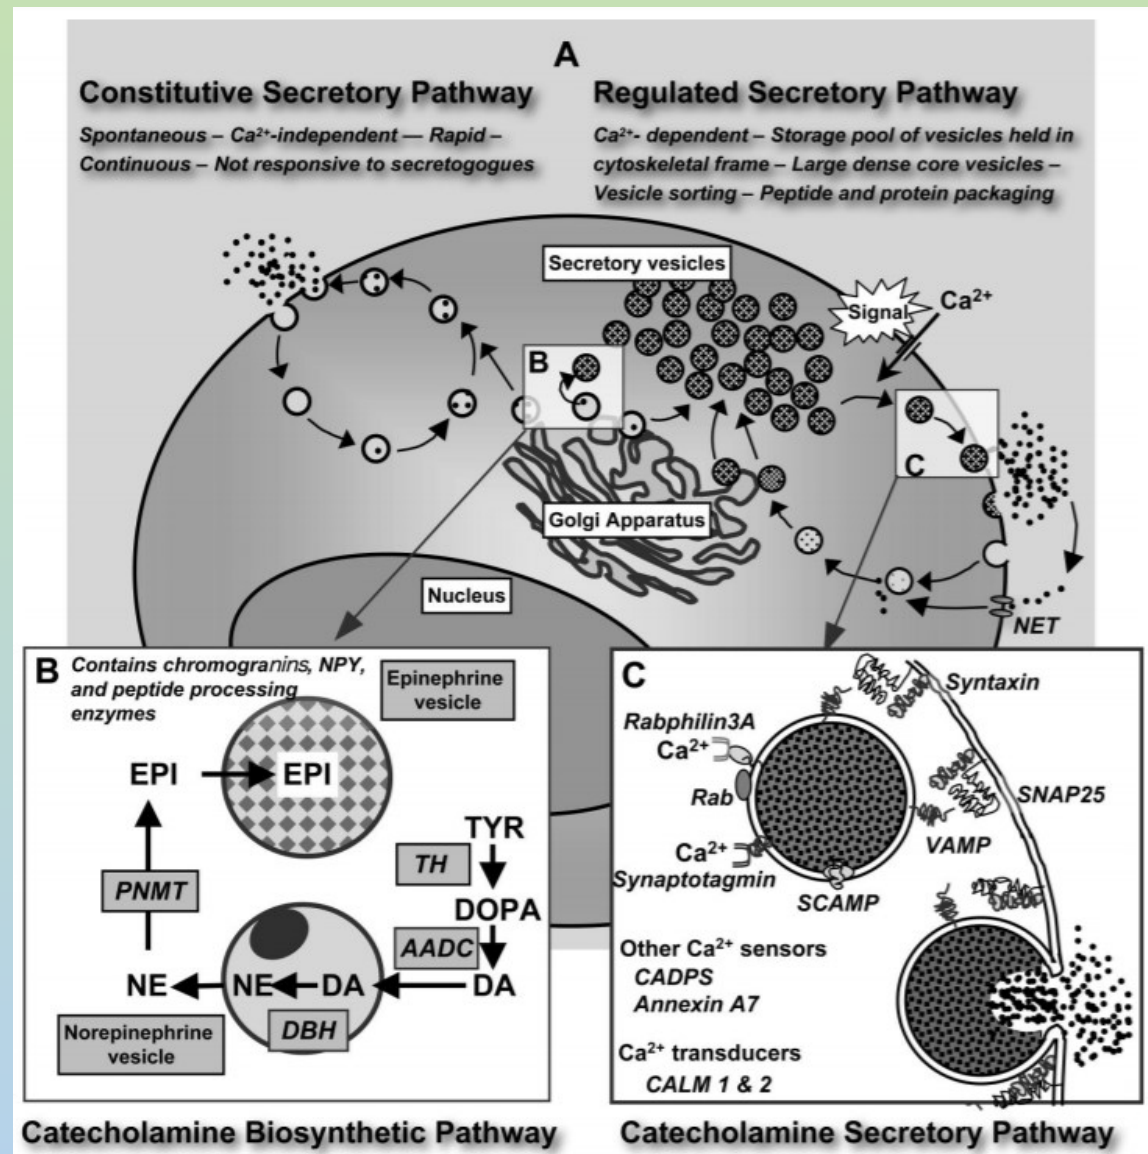 A
Constitutive Secretory Pathway
Spontaneous – Ca²⁺-independent — Rapid –
Continuous – Not responsive to secretogogues
Regulated Secretory Pathway
Ca²⁺- dependent – Storage pool of vesicles held in
cytoskeletal frame – Large dense core vesicles –
Vesicle sorting – Peptide and protein packaging
Secretory vesicles
Signal
Ca²⁺
B
C
Golgi Apparatus
Nucleus
NET
B
Contains chromogranins, NPY,
and peptide processing
enzymes
Epinephrine
vesicle
EPI
EPI
TYR
TH
PNMT
DOPA
AADC
NE
NE
DA
DA
DBH
Norepinephrine
vesicle
Catecholamine Biosynthetic Pathway
C
Syntaxin
Rabphilin3A
Ca²⁺
Rab
SNAP25
VAMP
Ca²⁺
Synaptotagmin
SCAMP
Other Ca²⁺ sensors
CADPS
Annexin A7
Ca²⁺ transducers
CALM 1 & 2
Catecholamine Secretory Pathway